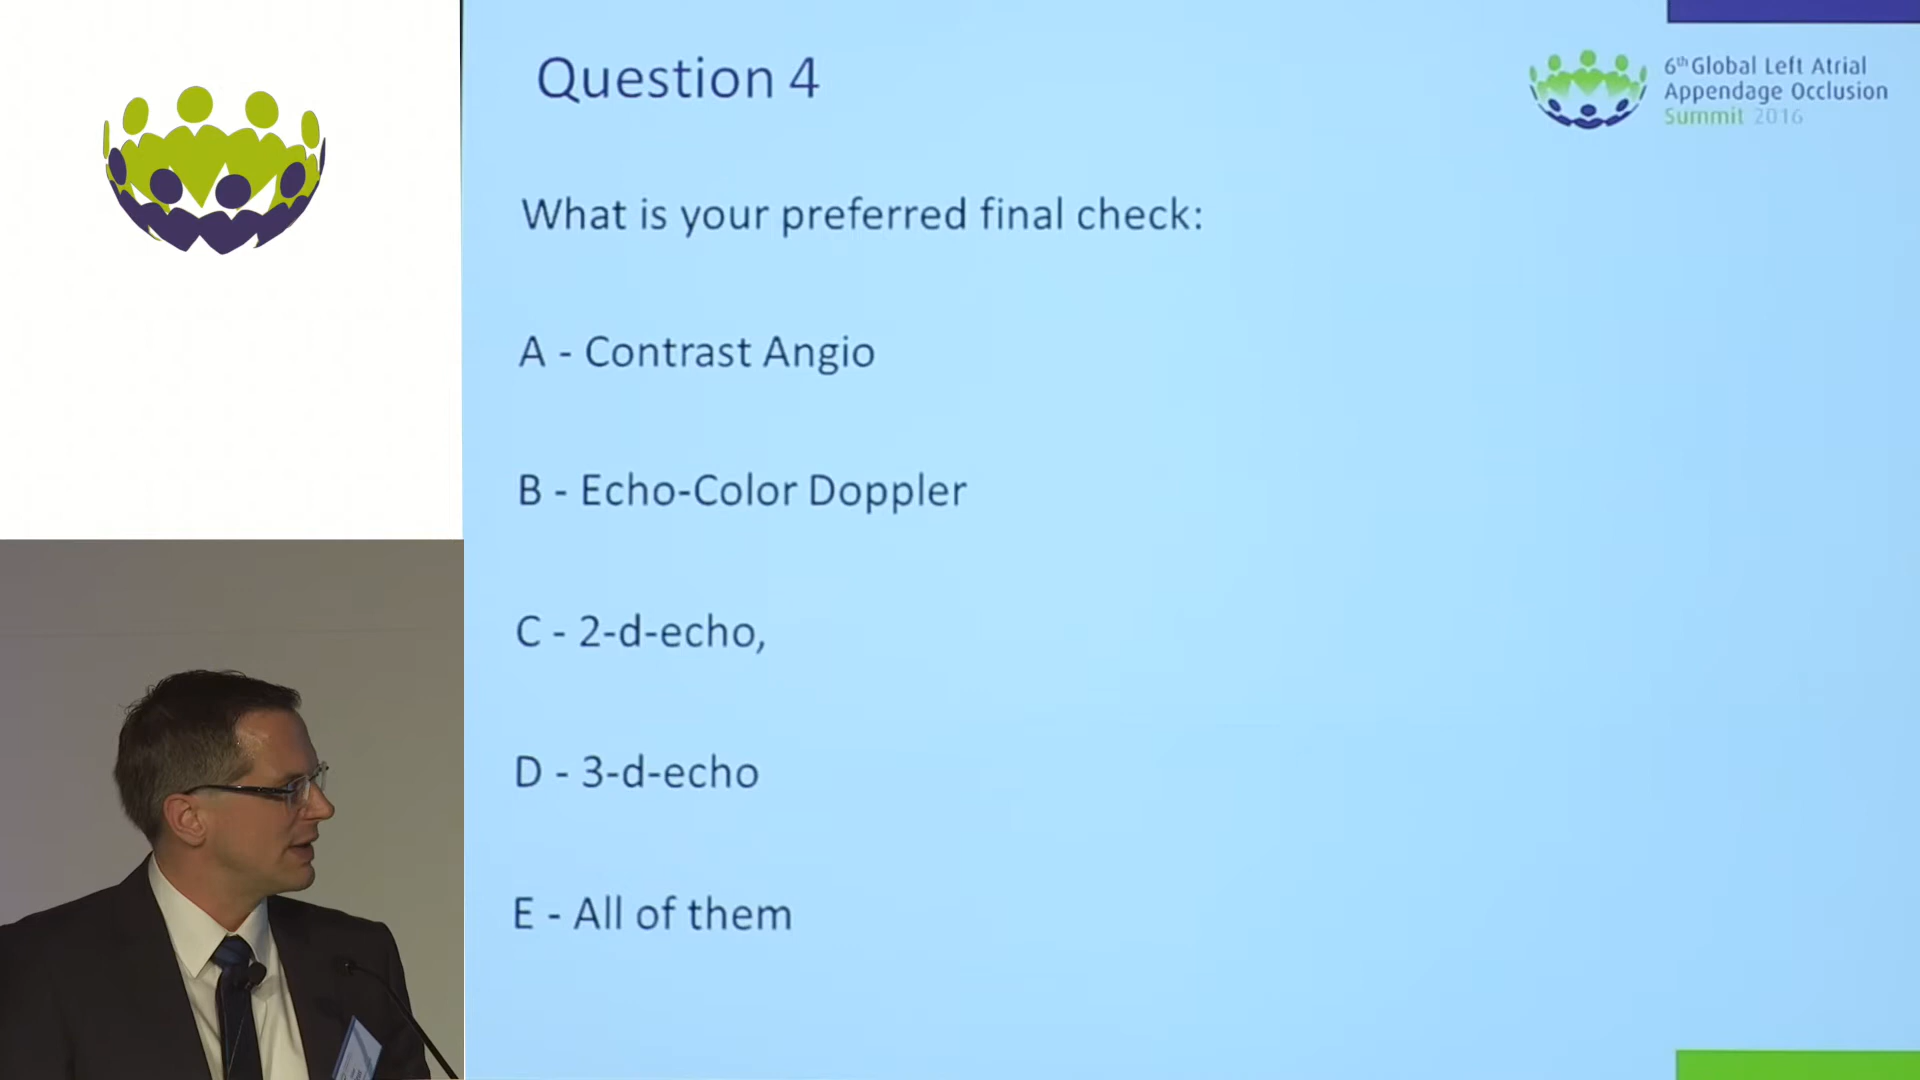 Question 4
6th Global Left Atrial
Appendage Occlusion
Summit 2016
What is your preferred final check:
A - Contrast Angio
B - Echo-Color Doppler
C - 2-d-echo,
D - 3-d-echo
E - All of them